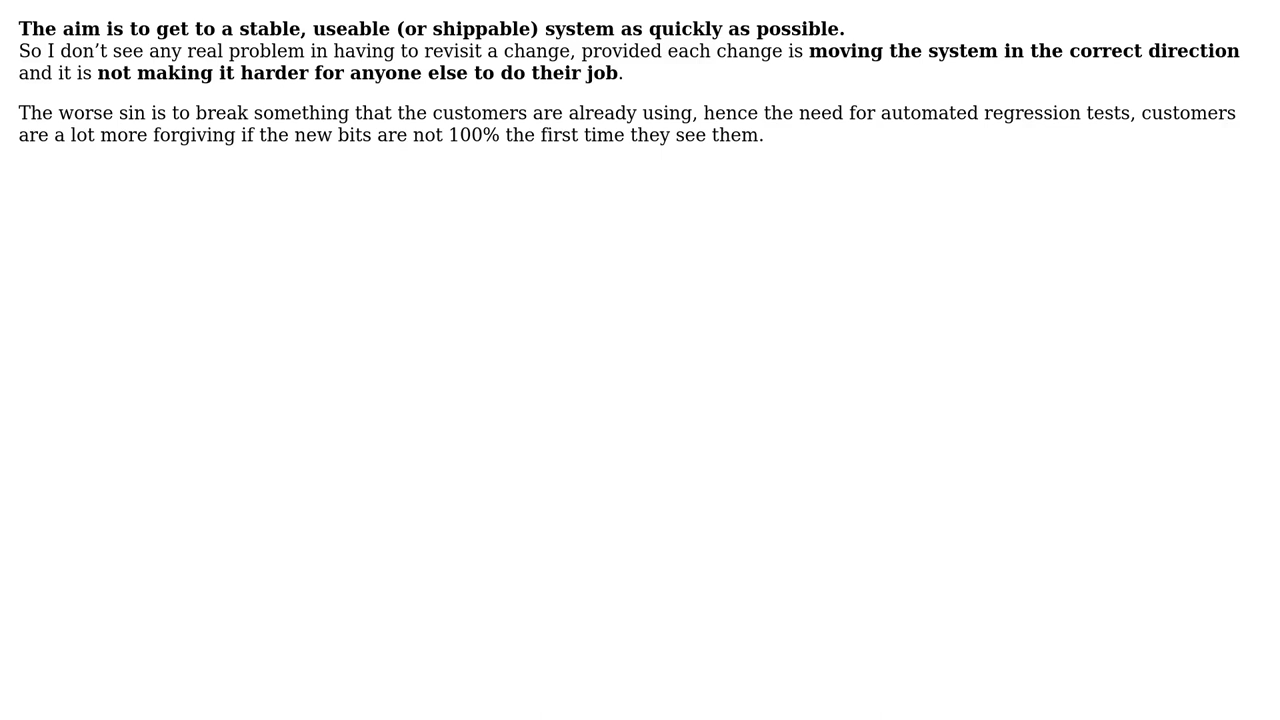 The aim is to get to a stable, useable (or shippable) system as quickly as possible.
So I don’t see any real problem in having to revisit a change, provided each change is moving the system in the correct direction
and it is not making it harder for anyone else to do their job.
The worse sin is to break something that the customers are already using, hence the need for automated regression tests, customers
are a lot more forgiving if the new bits are not 100% the first time they see them.